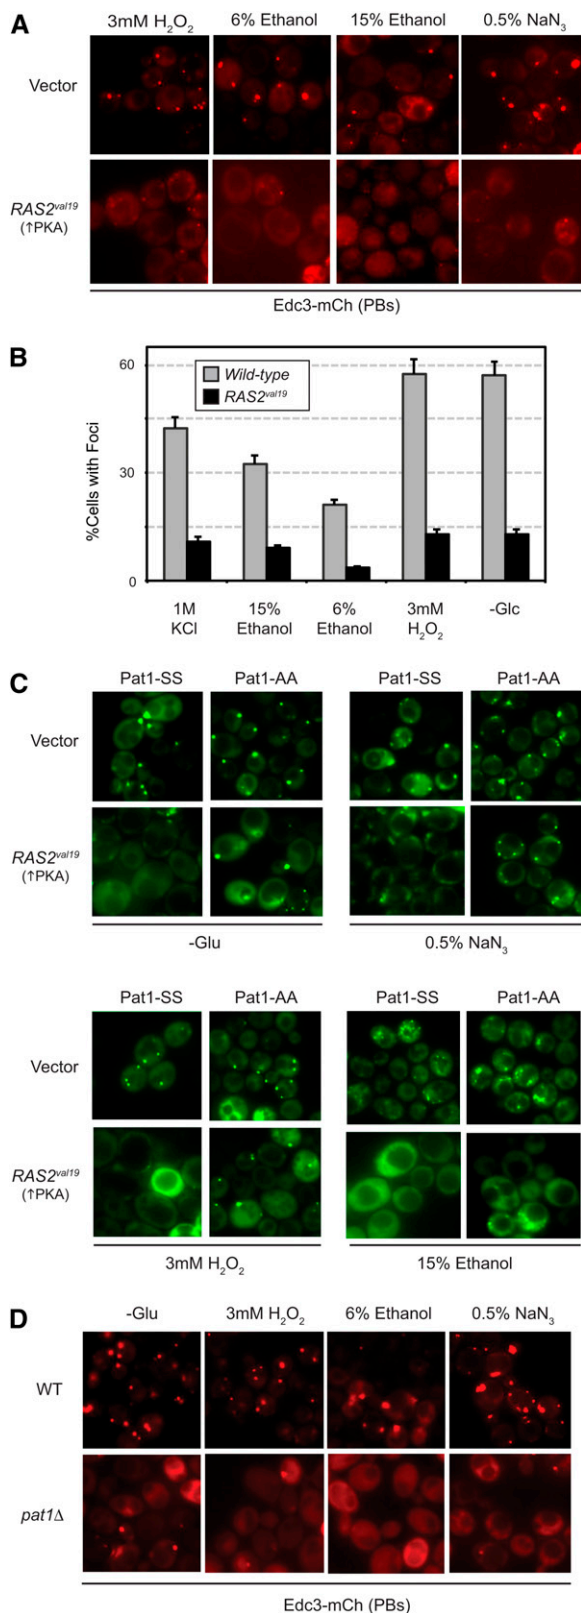 A
3mM H₂O₂ 6% Ethanol 15% Ethanol 0.5% NaN₃
Vector
RAS2ᵛᵃˡ¹⁹
(↑PKA)
Edc3-mCh (PBs)
B
60
30
0
%Cells with Foci
Wild-type
RAS2ᵛᵃˡ¹⁹
1M KCl
15% Ethanol
6% Ethanol
3mM H₂O₂
-Glc
C
Pat1-SS Pat1-AA Pat1-SS Pat1-AA
Vector
RAS2ᵛᵃˡ¹⁹
(↑PKA)
-Glu 0.5% NaN₃
Pat1-SS Pat1-AA Pat1-SS Pat1-AA
Vector
RAS2ᵛᵃˡ¹⁹
(↑PKA)
3mM H₂O₂ 15% Ethanol
D
-Glu 3mM H₂O₂ 6% Ethanol 0.5% NaN₃
WT
pat1Δ
Edc3-mCh (PBs)